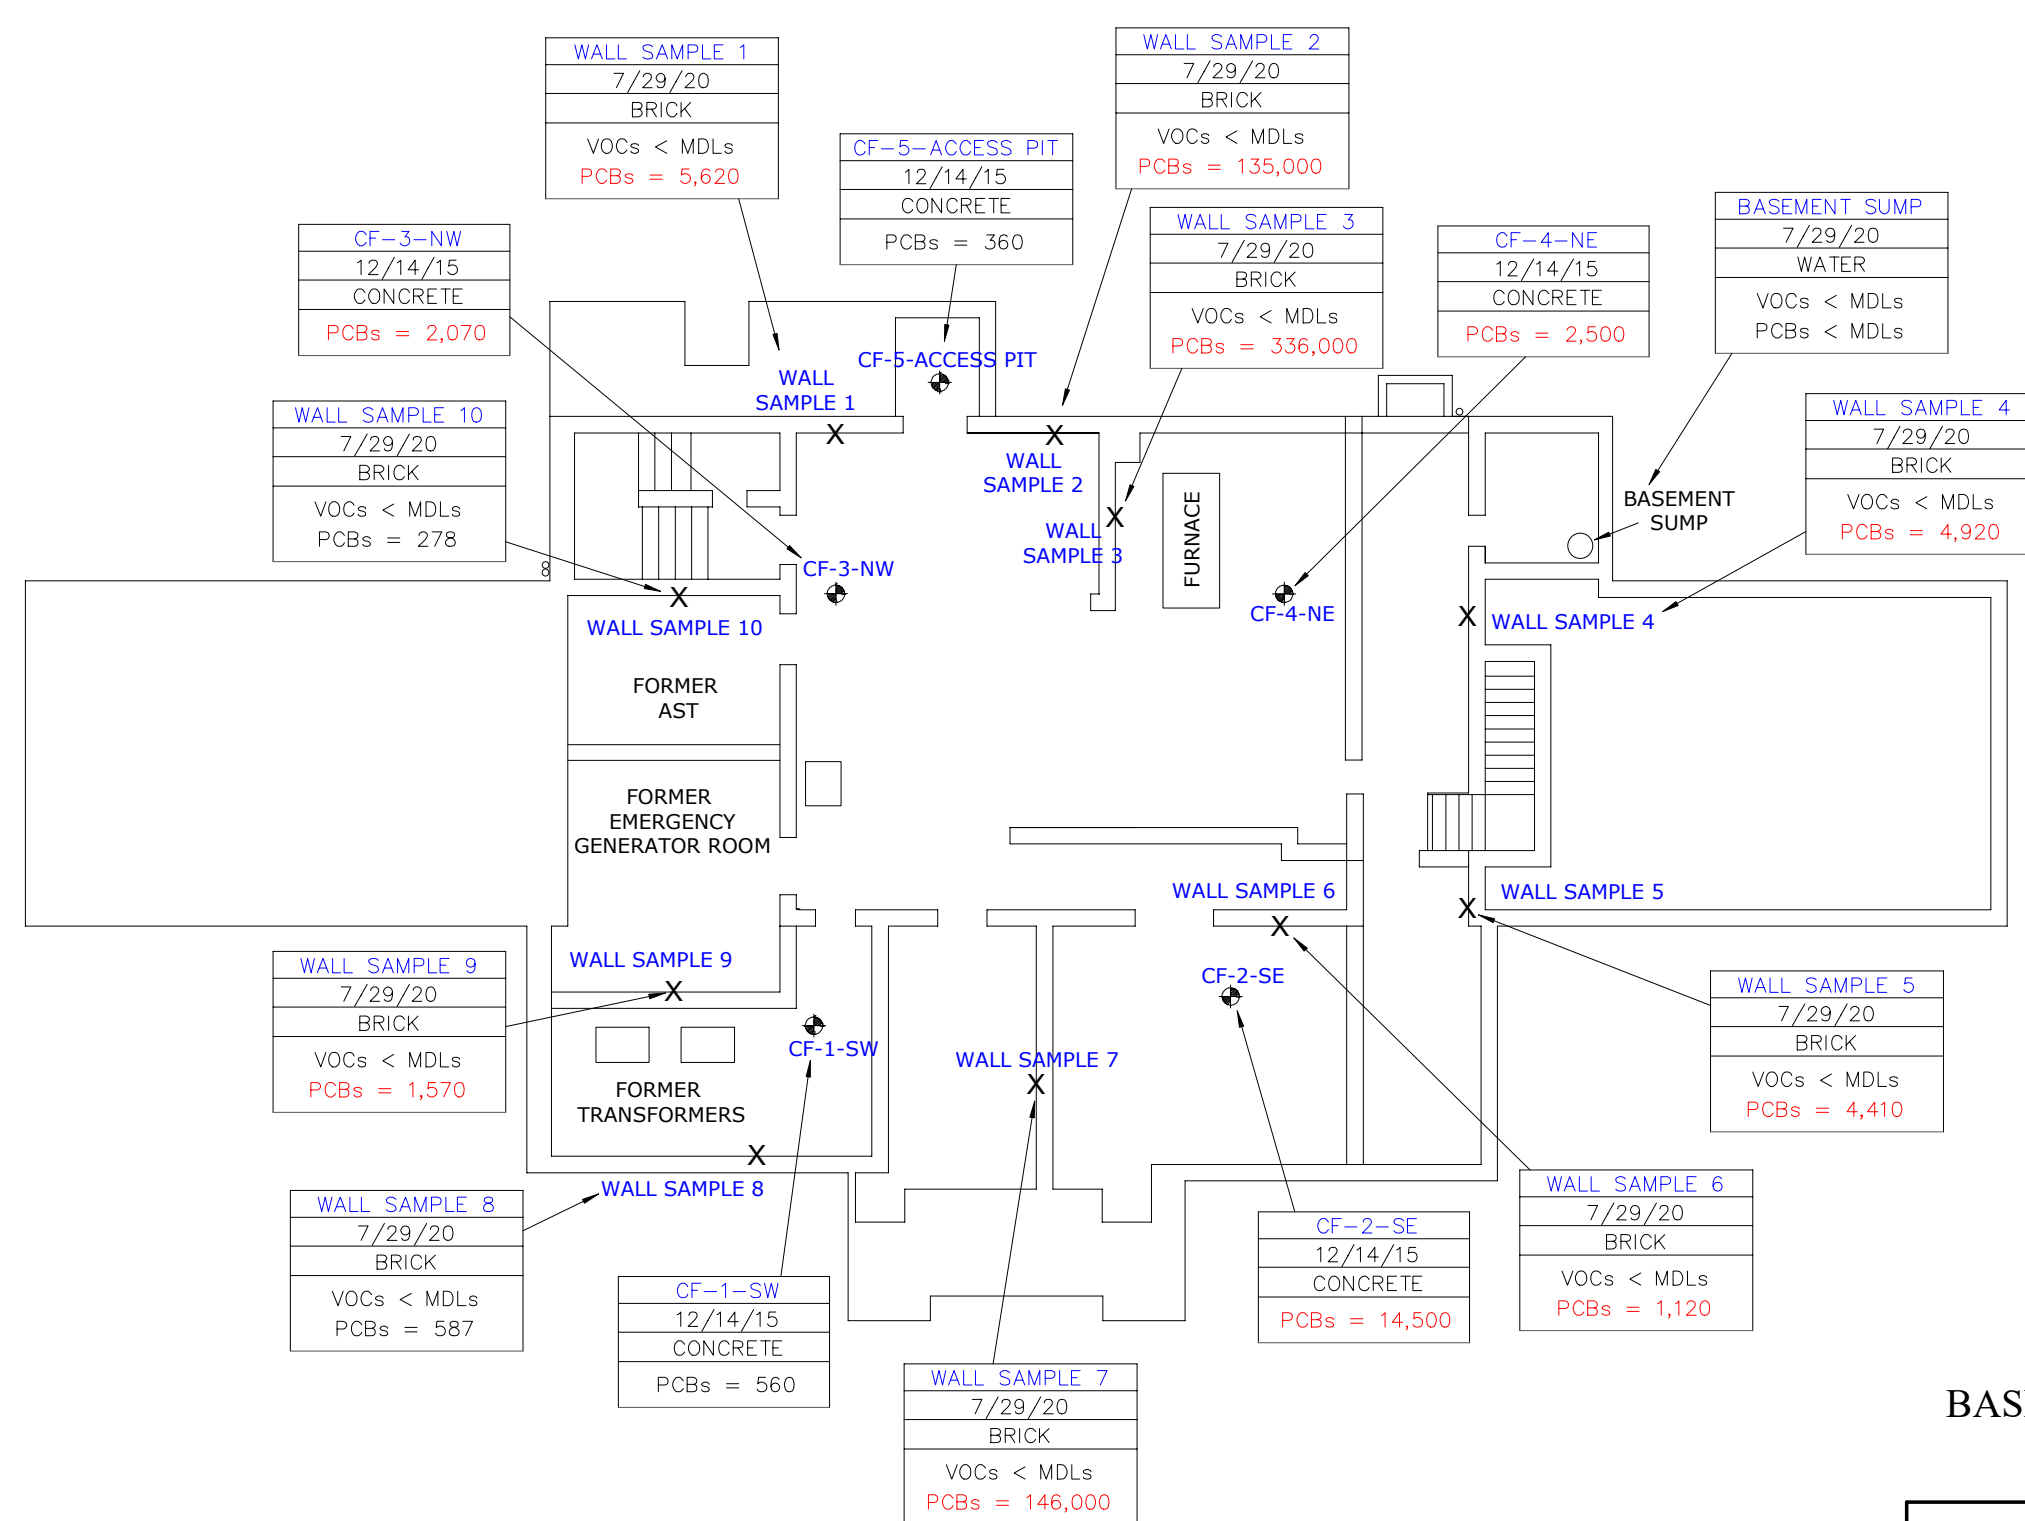 WALL SAMPLE 1
7/29/20
BRICK
VOCs < MDLs
PCBs = 5,620
WALL SAMPLE 2
7/29/20
BRICK
VOCs < MDLs
PCBs = 135,000
CF-5-ACCESS PIT
12/14/15
CONCRETE
PCBs = 360
WALL SAMPLE 3
7/29/20
BRICK
VOCs < MDLs
PCBs = 336,000
CF-3-NW
12/14/15
CONCRETE
PCBs = 2,070
CF-4-NE
12/14/15
CONCRETE
PCBs = 2,500
BASEMENT SUMP
7/29/20
WATER
VOCs < MDLs
PCBs < MDLs
WALL SAMPLE 10
7/29/20
BRICK
VOCs < MDLs
PCBs = 278
WALL SAMPLE 4
7/29/20
BRICK
VOCs < MDLs
PCBs = 4,920
CF-5-ACCESS PIT
WALL
SAMPLE 1
X
X
WALL
SAMPLE 2
X
WALL
SAMPLE 3
FURNACE
BASEMENT
SUMP
CF-3-NW
CF-4-NE
X
WALL SAMPLE 10
X
WALL SAMPLE 4
FORMER
AST
FORMER
EMERGENCY
GENERATOR ROOM
WALL SAMPLE 6
X
WALL SAMPLE 5
X
WALL SAMPLE 9
X
CF-2-SE
CF-1-SW
WALL SAMPLE 7
X
FORMER
TRANSFORMERS
X
WALL SAMPLE 8
WALL SAMPLE 9
7/29/20
BRICK
VOCs < MDLs
PCBs = 1,570
WALL SAMPLE 5
7/29/20
BRICK
VOCs < MDLs
PCBs = 4,410
WALL SAMPLE 8
7/29/20
BRICK
VOCs < MDLs
PCBs = 587
WALL SAMPLE 6
7/29/20
BRICK
VOCs < MDLs
PCBs = 1,120
CF-2-SE
12/14/15
CONCRETE
PCBs = 14,500
CF-1-SW
12/14/15
CONCRETE
PCBs = 560
WALL SAMPLE 7
7/29/20
BRICK
VOCs < MDLs
PCBs = 146,000